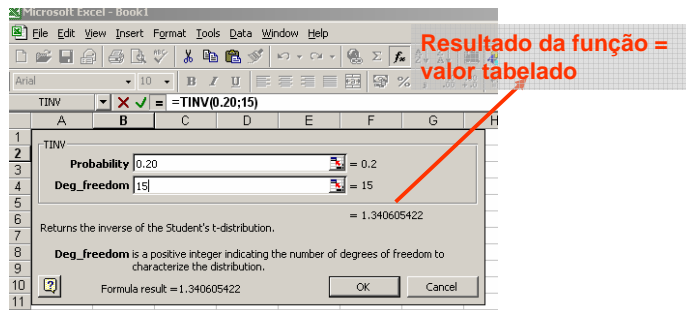 Microsoft Excel - Book1
File Edit View Insert Format Tools Data Window Help
Resultado da função =
valor tabelado
Arial 10 B I U %
TINV =TINV(0.20;15)
A B C D E F G H
1
TINV
2
Probability 0.20 = 0.2
3
4
Deg_freedom 15 = 15
5
6
= 1.340605422
Returns the inverse of the Student's t-distribution.
7
8
Deg_freedom is a positive integer indicating the number of degrees of freedom to
9
characterize the distribution.
10
Formula result =1.340605422 OK Cancel
11